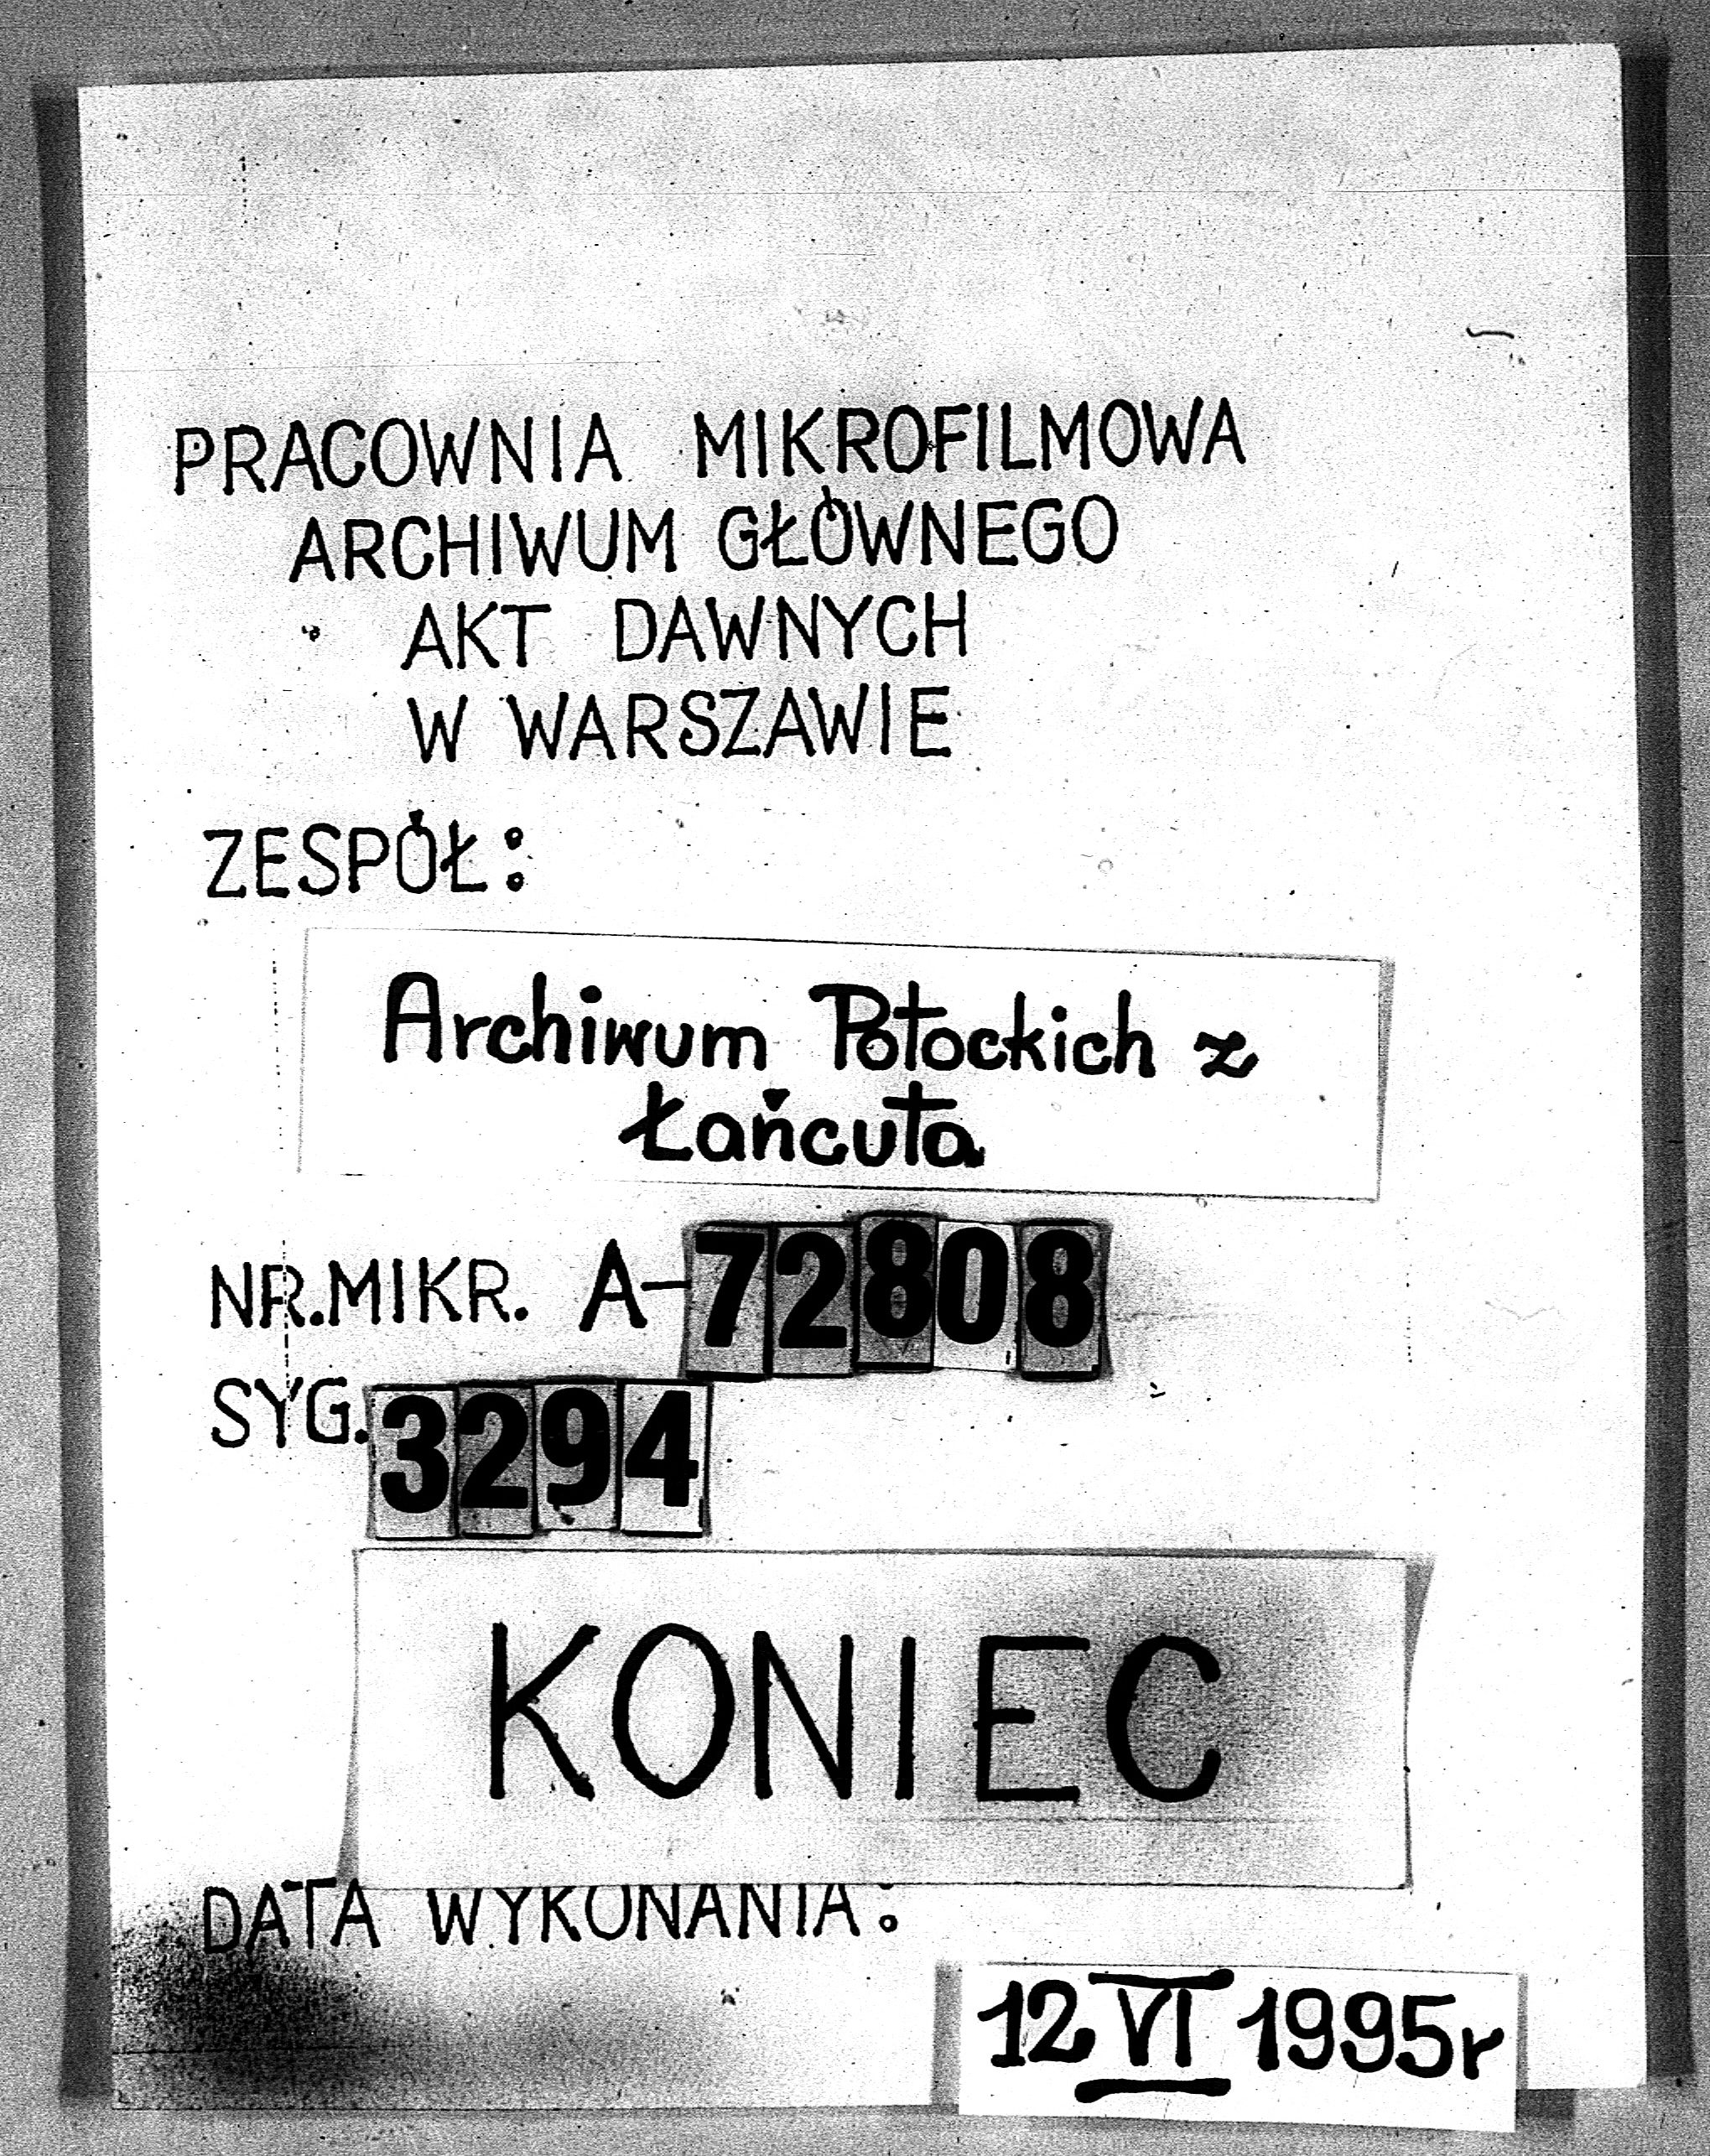 PRACOWNIA MIKROFILMOWA
ARCHIWUM GŁÓWNEGO
AKT DAWNYCH
W WARSZAWIE
ZESPÓŁ:
Archiwum Potockich z
Łańcuta
NR.MIKR. A-72808
SYG. 3294
KONIEC
DATA WYKONANIA:
12 VI 1995r